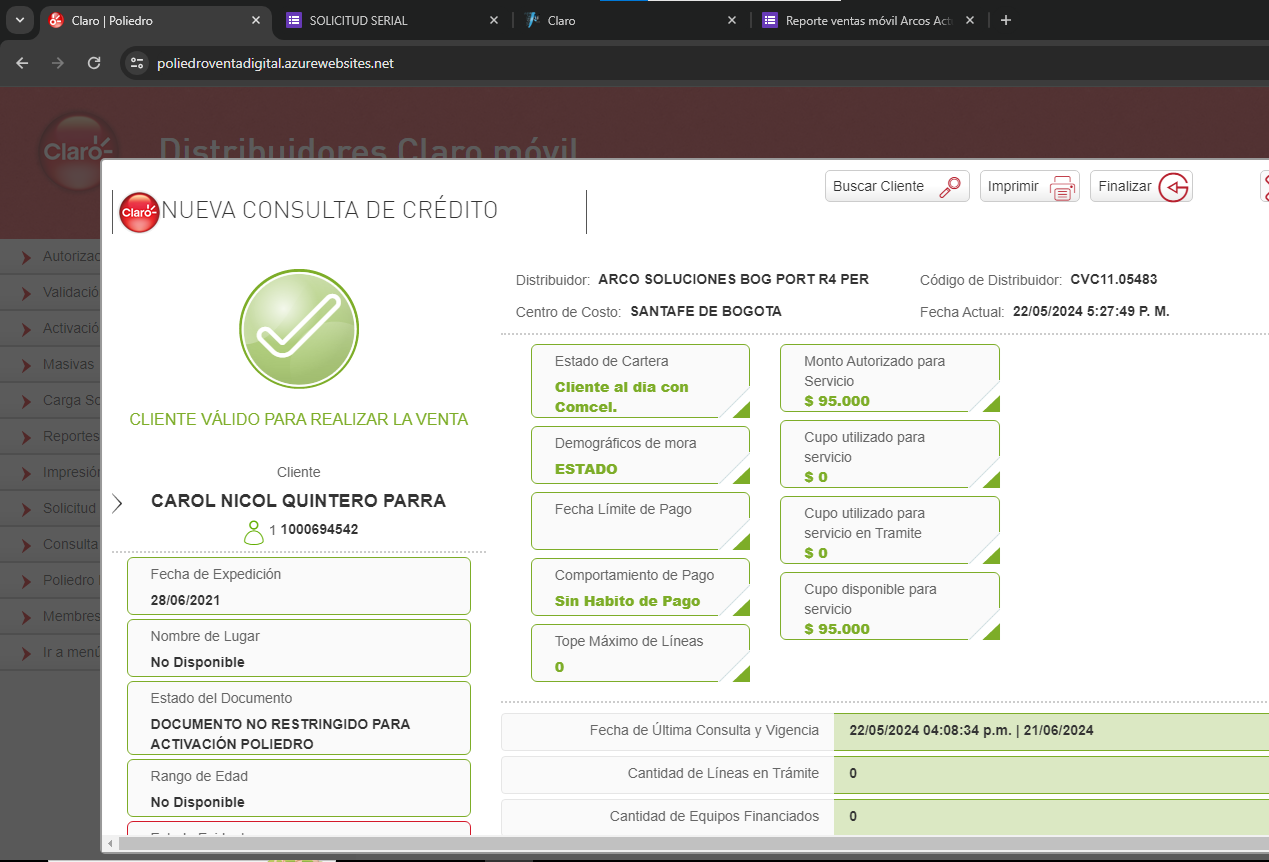 Claro | Poliedro
SOLICITUD SERIAL
Claro
Reporte ventas móvil Arcos Act
poliedroventadigital.azurewebsites.net
Claro
Distribuidores Claro móvil
Buscar Cliente
Imprimir
Finalizar
Claro
NUEVA CONSULTA DE CRÉDITO
Autorizac
Validació
Activació
Masivas
Carga So
Reportes
Impresión
Solicitud
Consulta
Poliedro
Membres
Ir a menú
CLIENTE VÁLIDO PARA REALIZAR LA VENTA
Cliente
CAROL NICOL QUINTERO PARRA
1 1000694542
Fecha de Expedición
28/06/2021
Nombre de Lugar
No Disponible
Estado del Documento
DOCUMENTO NO RESTRINGIDO PARA
ACTIVACIÓN POLIEDRO
Rango de Edad
No Disponible
Distribuidor: ARCO SOLUCIONES BOG PORT R4 PER
Código de Distribuidor: CVC11.05483
Centro de Costo: SANTAFE DE BOGOTA
Fecha Actual: 22/05/2024 5:27:49 P. M.
Estado de Cartera
Cliente al dia con
Comcel.
Demográficos de mora
ESTADO
Fecha Límite de Pago
Comportamiento de Pago
Sin Habito de Pago
Tope Máximo de Líneas
0
Monto Autorizado para
Servicio
$ 95.000
Cupo utilizado para
servicio
$ 0
Cupo utilizado para
servicio en Tramite
$ 0
Cupo disponible para
servicio
$ 95.000
Fecha de Última Consulta y Vigencia
22/05/2024 04:08:34 p.m. | 21/06/2024
Cantidad de Líneas en Trámite
0
Cantidad de Equipos Financiados
0